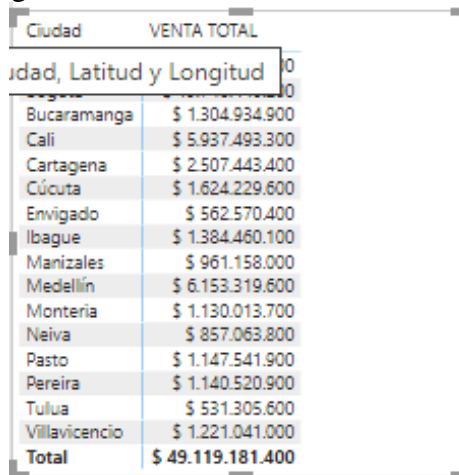 Ciudad VENTA TOTAL
dad, Latitud y Longitud
Bucaramanga $ 1.304.934.900
Cali $ 5.937.493.300
Cartagena $ 2.507.443.400
Cúcuta $ 1.624.229.600
Envigado $ 562.570.400
Ibague $ 1.384.460.100
Manizales $ 961.158.000
Medellín $ 6.153.319.600
Monteria $ 1.130.013.700
Neiva $ 857.063.800
Pasto $ 1.147.541.900
Pereira $ 1.140.520.900
Tulua $ 531.305.600
Villavicencio $ 1.221.041.000
Total $ 49.119.181.400